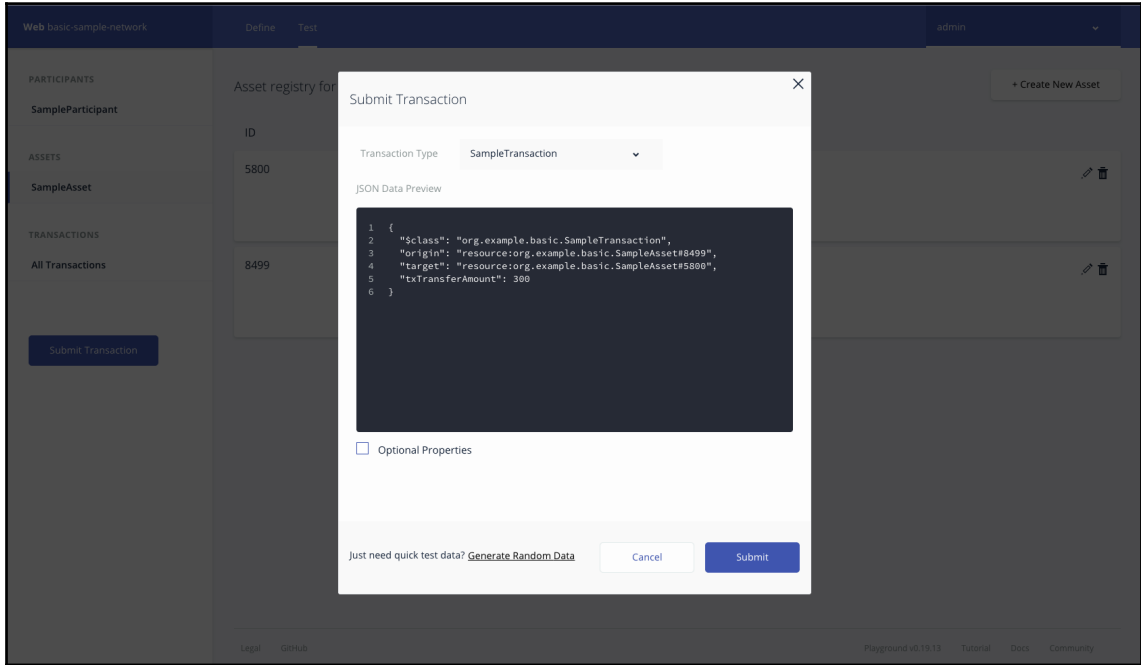 Web basic-sample-network
Define Test
admin
PARTICIPANTS
SampleParticipant
ASSETS
SampleAsset
TRANSACTIONS
All Transactions
Submit Transaction
Asset registry for
+ Create New Asset
ID
5800
8499
Submit Transaction
Transaction Type SampleTransaction
JSON Data Preview
1 {
2 "$class": "org.example.basic.SampleTransaction",
3 "origin": "resource:org.example.basic.SampleAsset#8499",
4 "target": "resource:org.example.basic.SampleAsset#5800",
5 "txTransferAmount": 300
6 }
Optional Properties
Just need quick test data? Generate Random Data
Cancel
Submit
Legal GitHub
Playground v0.19.13 Tutorial Docs Community